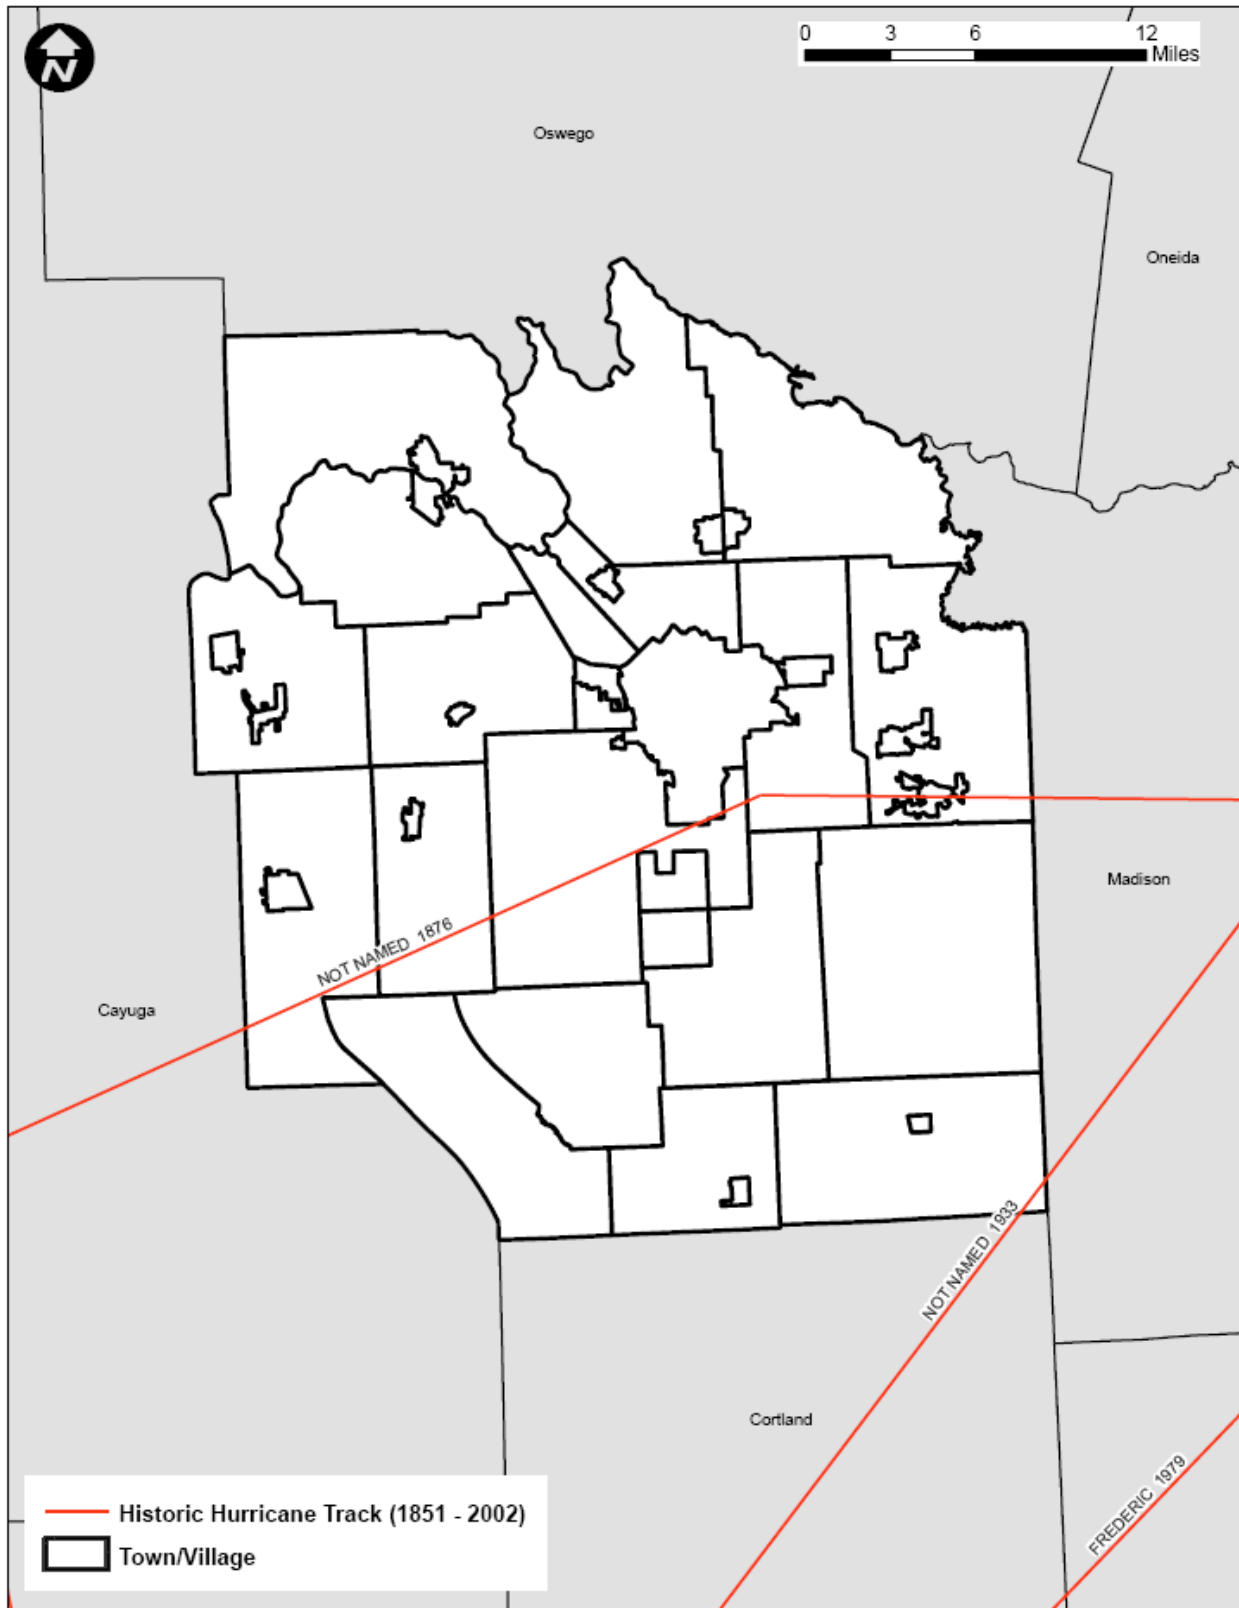 0 3 6 12
Miles
N
Oswego
Oneida
Madison
NOT NAMED 1876
Cayuga
NOT NAMED 1933
Cortland
FREDERIC 1979
Historic Hurricane Track (1851 - 2002)
Town/Village